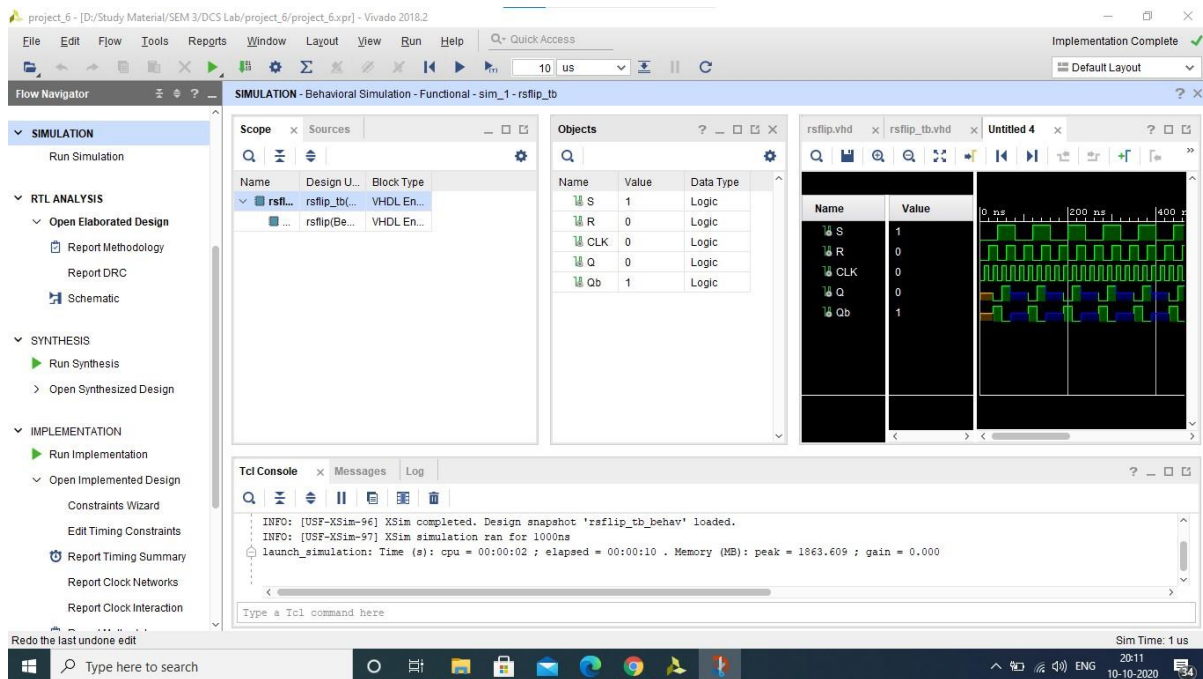 project_6 - [D:/Study Material/SEM 3/DCS Lab/project_6/project_6.xpr] - Vivado 2018.2
File Edit Flow Tools Reports Window Layout View Run Help Quick Access
Implementation Complete
10 us
Default Layout
Flow Navigator
SIMULATION - Behavioral Simulation - Functional - sim_1 - rsflip_tb
SIMULATION
Run Simulation
RTL ANALYSIS
Open Elaborated Design
Report Methodology
Report DRC
Schematic
SYNTHESIS
Run Synthesis
Open Synthesized Design
IMPLEMENTATION
Run Implementation
Open Implemented Design
Constraints Wizard
Edit Timing Constraints
Report Timing Summary
Report Clock Networks
Report Clock Interaction
Scope Sources
Name Design U... Block Type
rsfl... rsflip_tb(... VHDL En...
... rsflip(Be... VHDL En...
Objects
Name Value Data Type
S 1 Logic
R 0 Logic
CLK 0 Logic
Q 0 Logic
Qb 1 Logic
rsflip.vhd rsflip_tb.vhd Untitled 4
Name Value
0 ns 200 ns 400 n
S 1
R 0
CLK 0
Q 0
Qb 1
Tcl Console Messages Log
INFO: [USF-XSim-96] XSim completed. Design snapshot 'rsflip_tb_behav' loaded.
INFO: [USF-XSim-97] XSim simulation ran for 1000ns
launch_simulation: Time (s): cpu = 00:00:02 ; elapsed = 00:00:10 . Memory (MB): peak = 1863.609 ; gain = 0.000
Type a Tcl command here
Redo the last undone edit
Sim Time: 1 us
Type here to search
ENG
20:11
10-10-2020
34